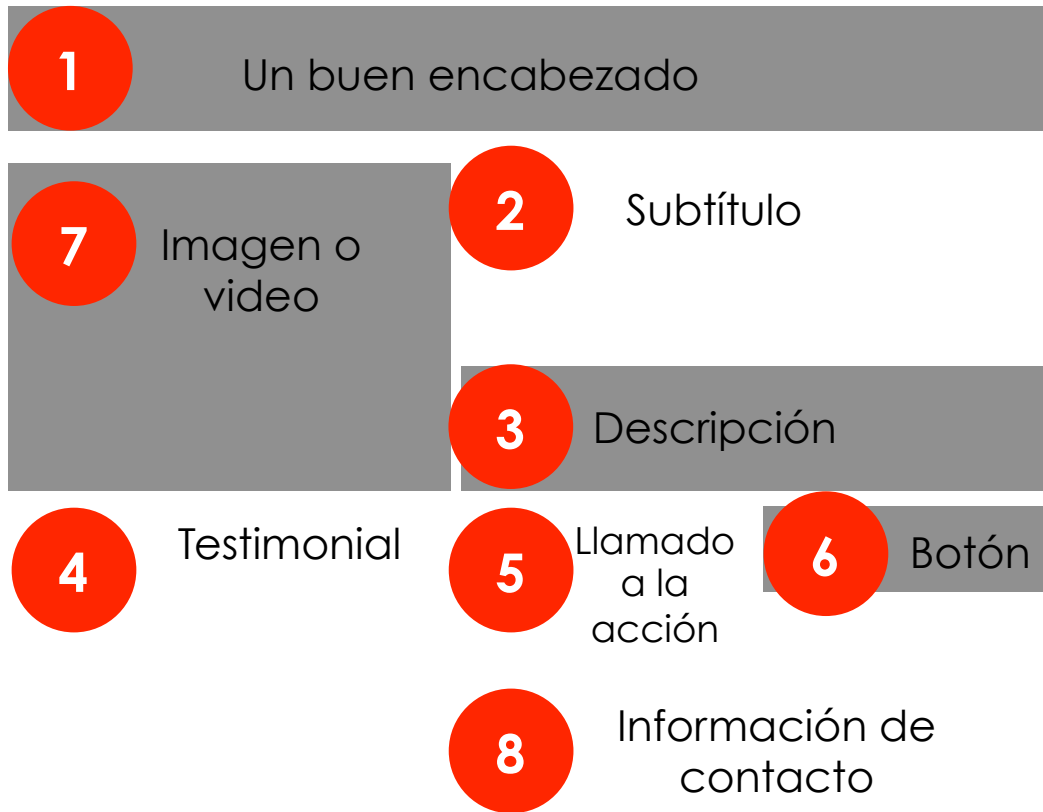 1
Un buen encabezado
7
Imagen o
video
2
Subtítulo
3
Descripción
4
Testimonial
5
Llamado
a la
acción
6
Botón
8
Información de
contacto